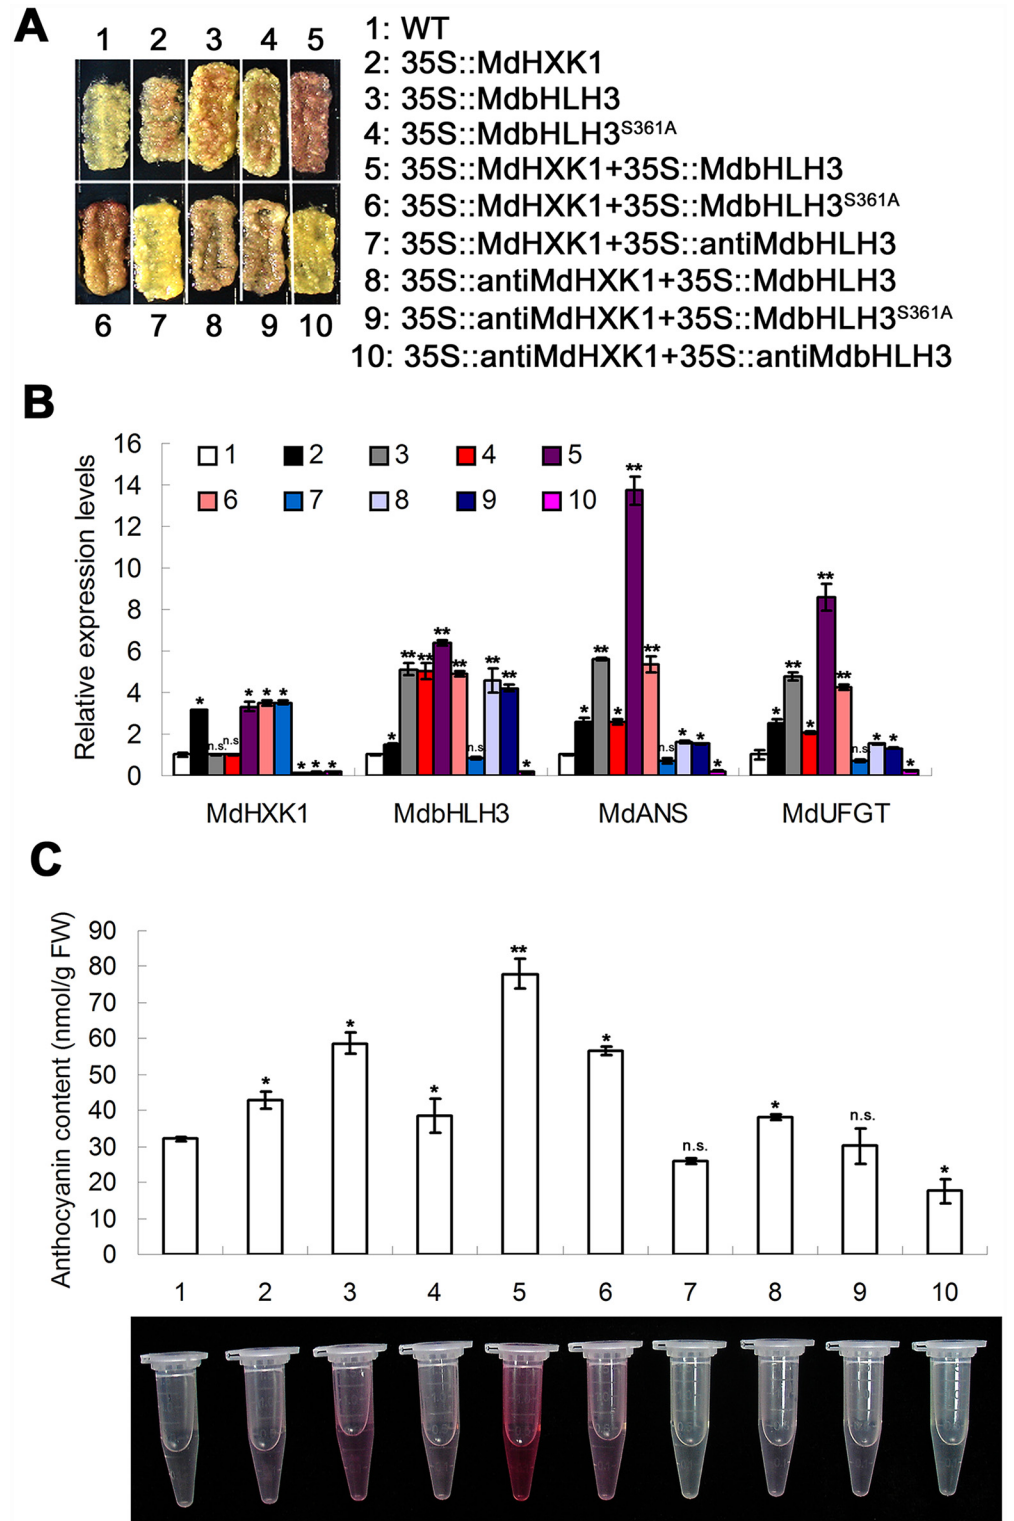 A
1 2 3 4 5
6 7 8 9 10
1: WT
2: 35S::MdHXK1
3: 35S::MdbHLH3
4: 35S::MdbHLH3S361A
5: 35S::MdHXK1+35S::MdbHLH3
6: 35S::MdHXK1+35S::MdbHLH3S361A
7: 35S::MdHXK1+35S::antiMdbHLH3
8: 35S::antiMdHXK1+35S::MdbHLH3
9: 35S::antiMdHXK1+35S::MdbHLH3S361A
10: 35S::antiMdHXK1+35S::antiMdbHLH3
B
Relative expression levels
16
14
12
10
8
6
4
2
0
1 2 3 4 5
6 7 8 9 10
* n.s. n.s. * * * * * *
* ** ** ** ** n.s ** ** *
* ** * ** ** n.s * * *
* ** * ** ** n.s * * *
MdHXK1 MdbHLH3 MdANS MdUFGT
C
Anthocyanin content (nmol/g FW)
90
80
70
60
50
40
30
20
10
0
* * * ** * n.s. * n.s. *
1 2 3 4 5 6 7 8 9 10